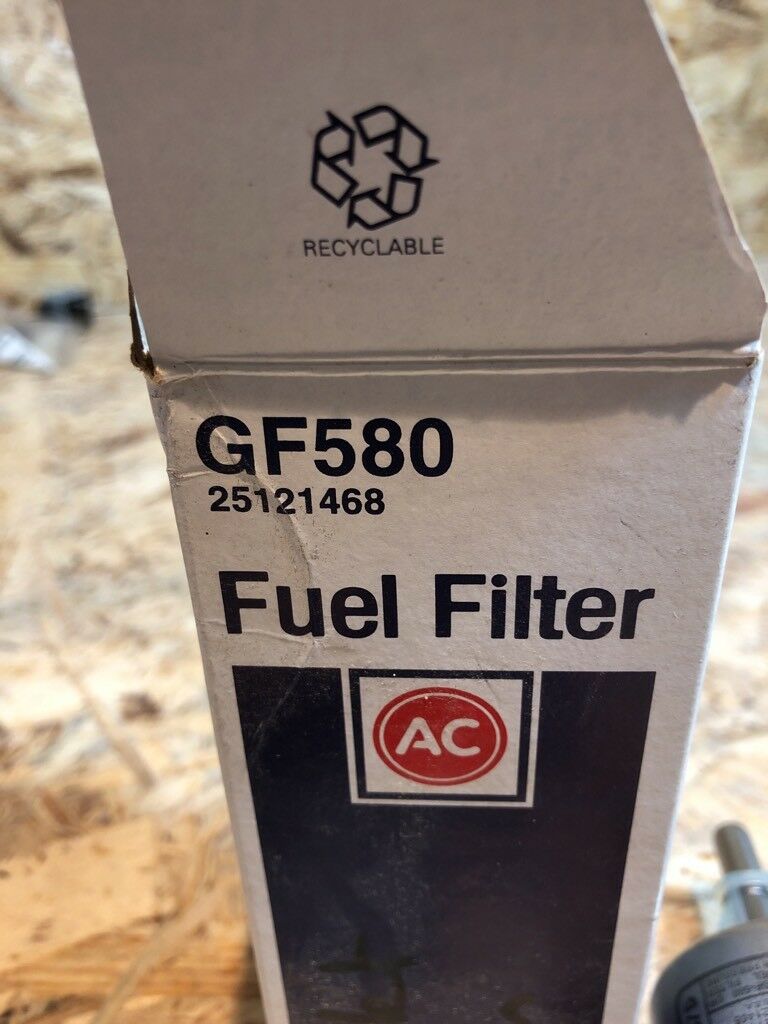 RECYCLABLE
GF580
25121468
Fuel Filter
AC